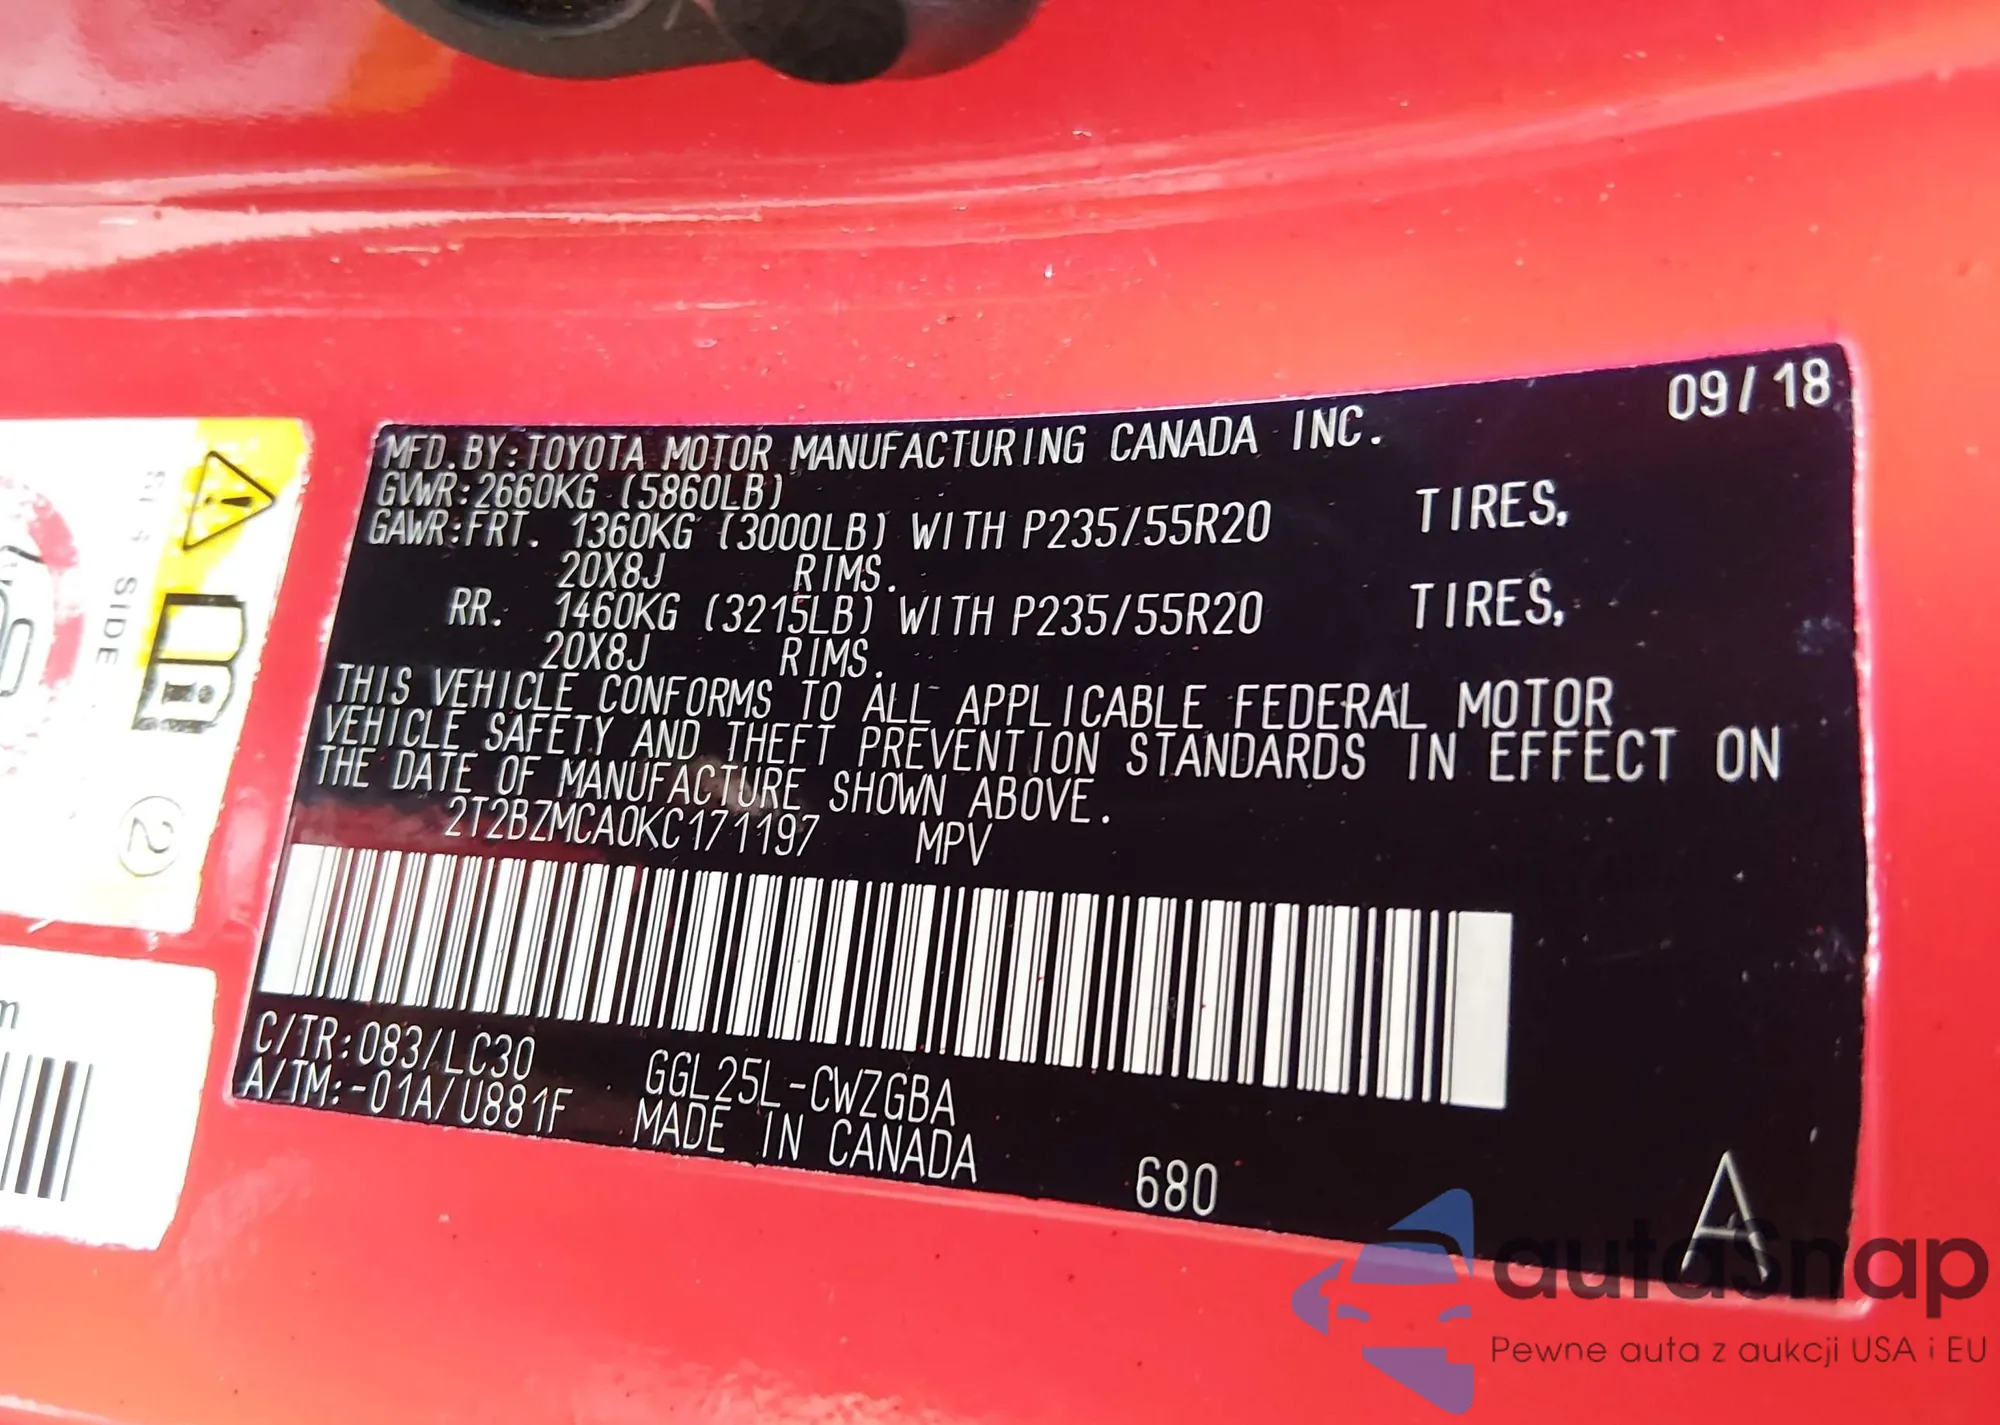 09/18
MFD. BY: TOYOTA MOTOR MANUFACTURING CANADA INC.
GVWR: 2660KG (5860LB)
GAWR: FRT. 1360KG (3000LB) WITH P235/55R20 TIRES,
20X8J RIMS.
RR. 1460KG (3215LB) WITH P235/55R20 TIRES,
20X8J RIMS.
THIS VEHICLE CONFORMS TO ALL APPLICABLE FEDERAL MOTOR
VEHICLE SAFETY AND THEFT PREVENTION STANDARDS IN EFFECT ON
THE DATE OF MANUFACTURE SHOWN ABOVE.
2T2BZMCA0KC171197 MPV
C/TR: 083/LC30 GGL25L-CWZGBA
A/TM: -01A/U881F MADE IN CANADA
680
A
SIDE
2
m
autaSnap
Pewne auta z aukcji USA i EU